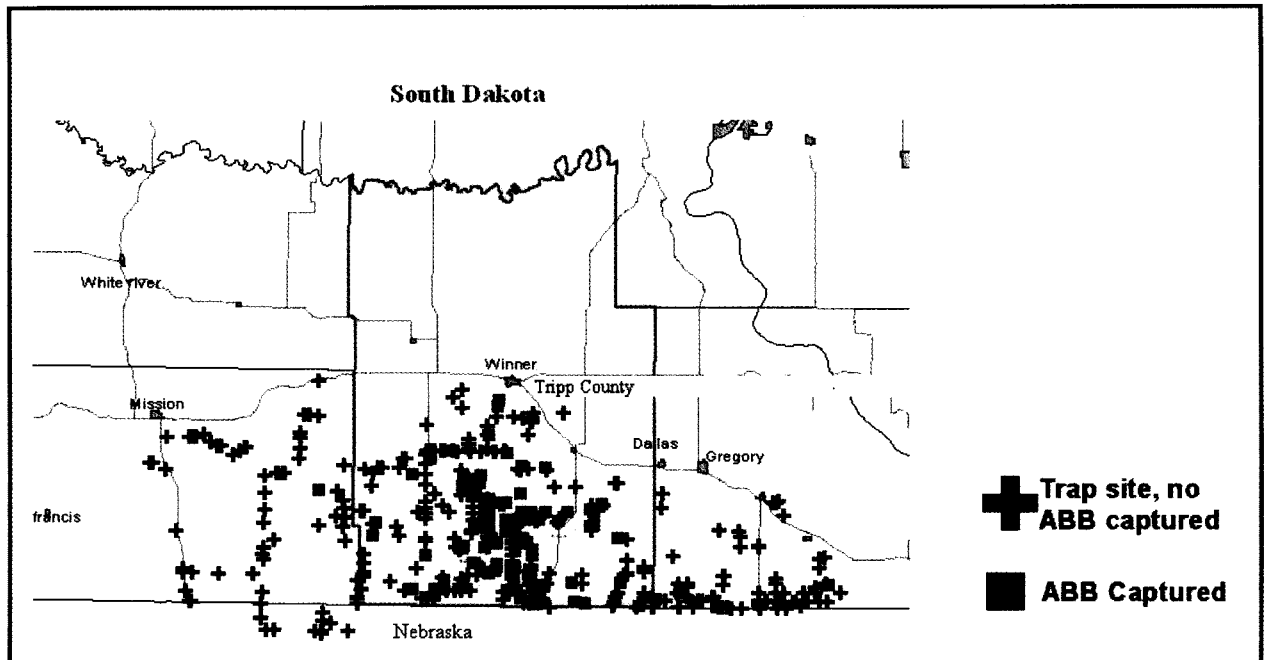 South Dakota
White river
Winner
Tripp County
Mission
Dallas
Gregory
francis
Trap site, no
ABB captured
ABB Captured
Nebraska